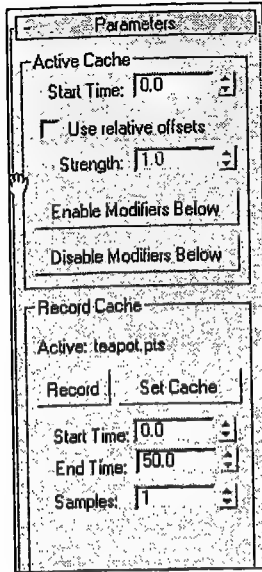 - Parameters
Active Cache
Start Time: 0.0
Use relative offsets
Strength: 1.0
Enable Modifiers Below
Disable Modifiers Below
Record Cache
Active: teapot.pts
Record Set Cache
Start Time: 0.0
End Time: 50.0
Samples: 1